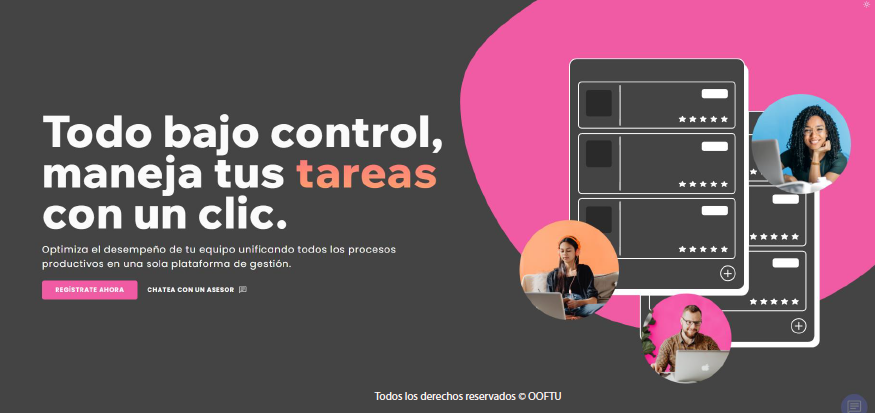 Todo bajo control,
maneja tus tareas
con un clic.
Optimiza el desempeño de tu equipo unificando todos los procesos
productivos en una sola plataforma de gestión.
REGÍSTRATE AHORA
CHATEA CON UN ASESOR
Todos los derechos reservados © OOFTU